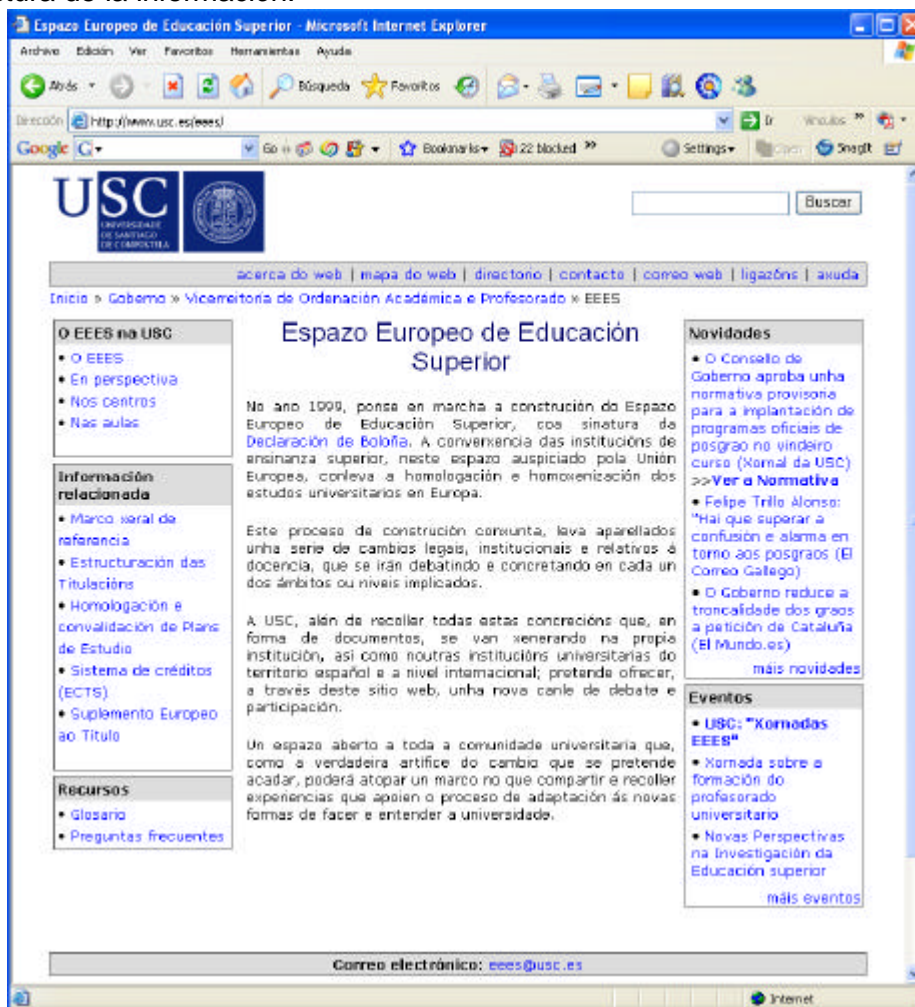 Espazo Europeo de Educación Superior - Microsoft Internet Explorer
Archivo Edición Ver Favoritos Herramientas Ayuda
Atrás Búsqueda Favoritos
Dirección http://www.usc.es/eees/ Ir Vínculos »
Google G Go Bookmarks 22 blocked » Settings Open SnagIt
USC
UNIVERSIDADE
DE SANTIAGO
DE COMPOSTELA
Buscar
acerca do web | mapa do web | directorio | contacto | correo web | ligazóns | axuda
Inicio » Goberno » Vicerreitoría de Ordenación Académica e Profesorado » EEES
O EEES na USC
• O EEES
• En perspectiva
• Nos centros
• Nas aulas
Información
relacionada
• Marco xeral de
referencia
• Estructuración das
Titulacións
• Homologación e
convalidación de Plans
de Estudio
• Sistema de créditos
(ECTS)
• Suplemento Europeo
ao Título
Recursos
• Glosario
• Preguntas frecuentes
Espazo Europeo de Educación
Superior
No ano 1999, ponse en marcha a construción do Espazo
Europeo de Educación Superior, coa sinatura da
Declaración de Boloña. A converxencia das institucións de
ensinanza superior, neste espazo auspiciado pola Unión
Europea, conleva a homologación e homoxenización dos
estudos universitarios en Europa.
Este proceso de construción conxunta, leva aparellados
unha serie de cambios legais, institucionais e relativos á
docencia, que se irán debatindo e concretando en cada un
dos ámbitos ou niveis implicados.
A USC, alén de recoller todas estas concrecións que, en
forma de documentos, se van xenerando na propia
institución, así como noutras institucións universitarias do
territorio español e a nivel internacional; pretende ofrecer,
a través deste sitio web, unha nova canle de debate e
participación.
Un espazo aberto a toda a comunidade universitaria que,
como a verdadeira artífice do cambio que se pretende
acadar, poderá atopar un marco no que compartir e recoller
experiencias que apoien o proceso de adaptación ás novas
formas de facer e entender a universidade.
Novidades
• O Consello de
Goberno aproba unha
normativa provisoria
para a implantación de
programas oficiais de
posgrao no vindeiro
curso (Xornal da USC)
>>Ver a Normativa
• Felipe Trillo Alonso:
"Hai que superar a
confusión e alarma en
torno aos posgraos (El
Correo Gallego)
• O Goberno reduce a
troncalidade dos graos
a petición de Cataluña
(El Mundo.es)
máis novidades
Eventos
• USC: "Xornadas
EEES"
• Xornada sobre a
formación do
profesorado
universitario
• Novas Perspectivas
na Investigación da
Educación superior
máis eventos
Correo electrónico: eees@usc.es
Internet